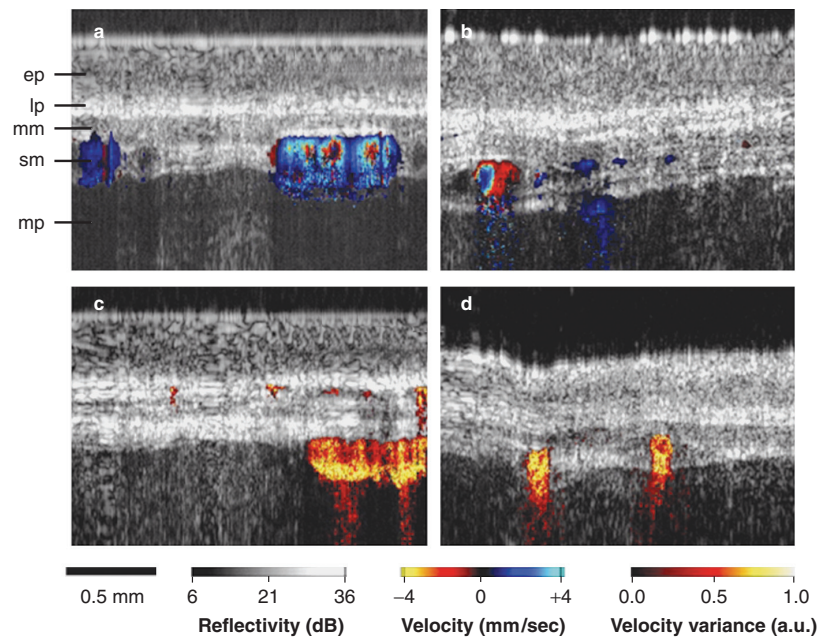 a
b
ep
lp
mm
sm
mp
c
d
0.5 mm
6 21 36
Reflectivity (dB)
−4 0 +4
Velocity (mm/sec)
0.0 0.5 1.0
Velocity variance (a.u.)